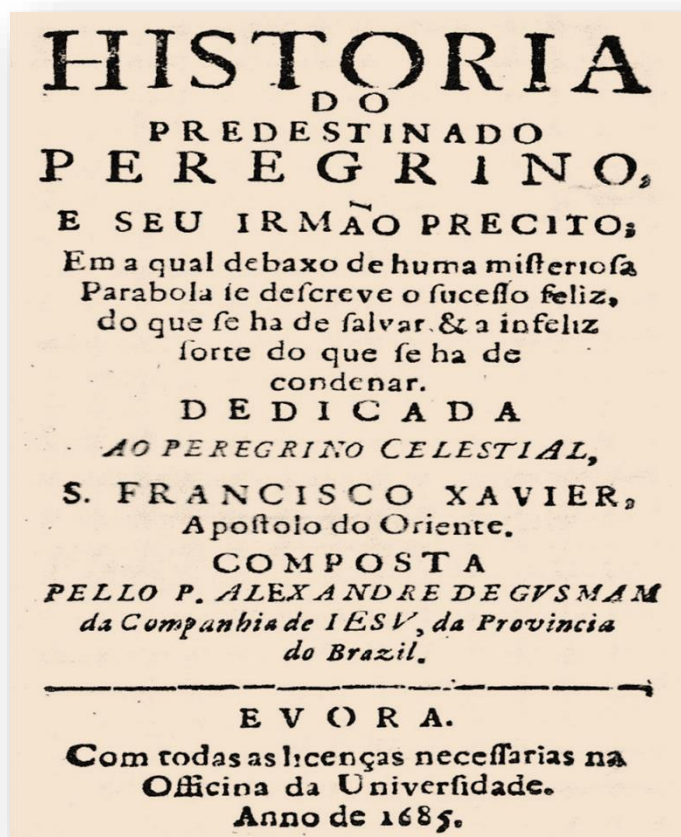 HISTORIA
DO
PREDESTINADO
PEREGRINO,
E SEU IRMÃO PRECITO;
Em a qual debaxo de huma miſterioſa
Parabola ſe deſcreve o ſuceſſo feliz,
do que ſe ha de ſalvar. & a infeliz
ſorte do que ſe ha de
condenar.
DEDICADA
AO PEREGRINO CELESTIAL,
S. FRANCISCO XAVIER,
Apoſtolo do Oriente.
COMPOSTA
PELLO P. ALEXANDRE DE GVSMAM
da Companhia de IESV, da Provincia
do Brazil.
EVORA.
Com todas as licenças neceſſarias na
Officina da Univerſidade.
Anno de 1685.